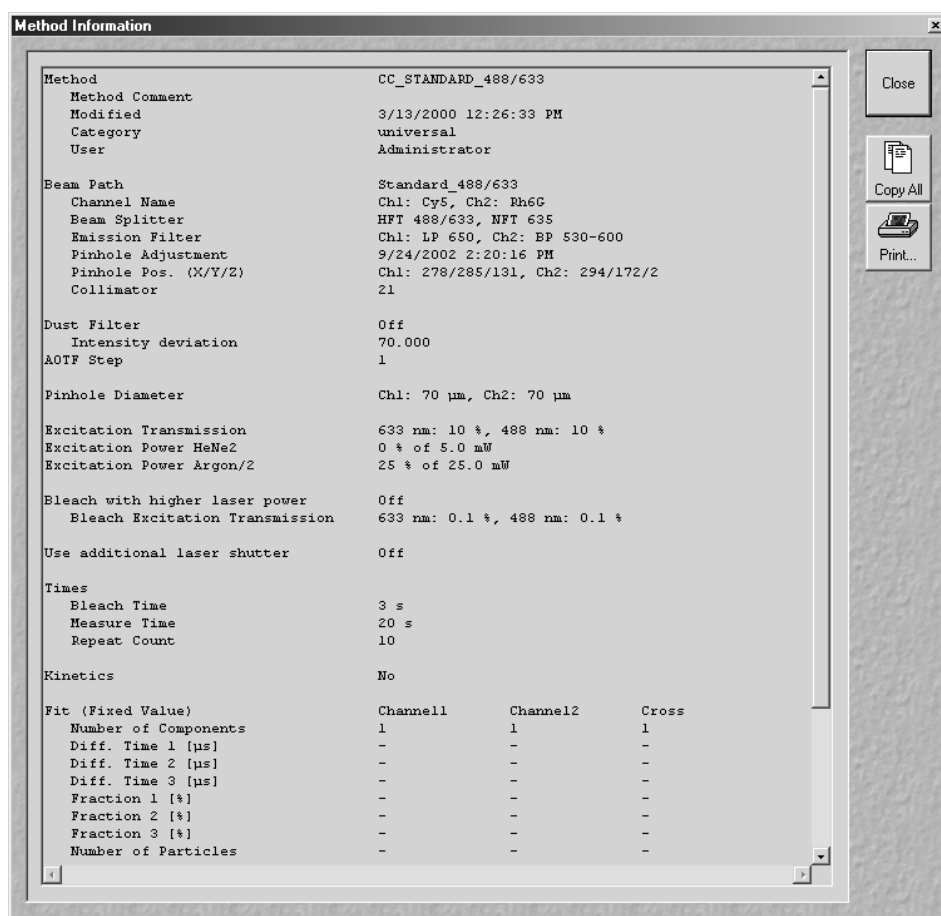 Method Information
Close
Copy All
Print...
Method CC_STANDARD_488/633
Method Comment
Modified 3/13/2000 12:26:33 PM
Category universal
User Administrator
Beam Path Standard_488/633
Channel Name Ch1: Cy5, Ch2: Rh6G
Beam Splitter HFT 488/633, NFT 635
Emission Filter Ch1: LP 650, Ch2: BP 530-600
Pinhole Adjustment 9/24/2002 2:20:16 PM
Pinhole Pos. (X/Y/Z) Ch1: 278/285/131, Ch2: 294/172/2
Collimator 21
Dust Filter Off
Intensity deviation 70.000
AOTF Step 1
Pinhole Diameter Ch1: 70 µm, Ch2: 70 µm
Excitation Transmission 633 nm: 10 %, 488 nm: 10 %
Excitation Power HeNe2 0 % of 5.0 mW
Excitation Power Argon/2 25 % of 25.0 mW
Bleach with higher laser power Off
Bleach Excitation Transmission 633 nm: 0.1 %, 488 nm: 0.1 %
Use additional laser shutter Off
Times
Bleach Time 3 s
Measure Time 20 s
Repeat Count 10
Kinetics No
Fit (Fixed Value) Channel1 Channel2 Cross
Number of Components 1 1 1
Diff. Time 1 [µs] - - -
Diff. Time 2 [µs] - - -
Diff. Time 3 [µs] - - -
Fraction 1 [%] - - -
Fraction 2 [%] - - -
Fraction 3 [%] - - -
Number of Particles - - -